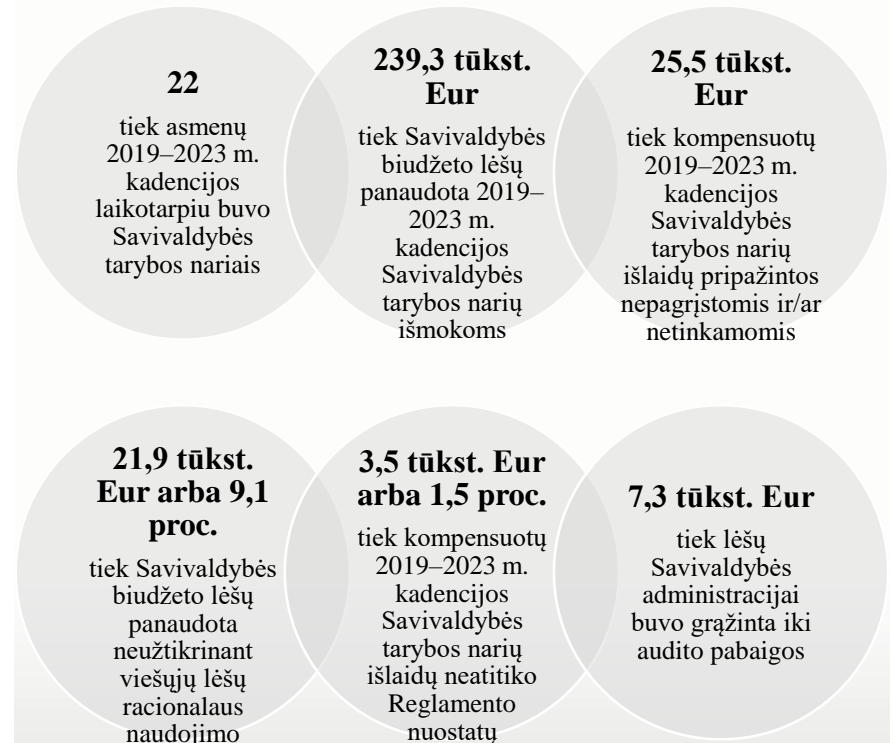 22
tiek asmenų
2019–2023 m.
kadencijos
laikotarpiu buvo
Savivaldybės
tarybos nariais
239,3 tūkst.
Eur
tiek Savivaldybės
biudžeto lėšų
panaudota 2019–
2023 m.
kadencijos
Savivaldybės
tarybos narių
išmokoms
25,5 tūkst.
Eur
tiek kompensuotų
2019–2023 m.
kadencijos
Savivaldybės
tarybos narių
išlaidų pripažintos
nepagrįstomis ir/ar
netinkamomis
21,9 tūkst.
Eur arba 9,1
proc.
tiek Savivaldybės
biudžeto lėšų
panaudota
neužtikrinant
viešųjų lėšų
racionalaus
naudojimo
3,5 tūkst. Eur
arba 1,5 proc.
tiek kompensuotų
2019–2023 m.
kadencijos
Savivaldybės
tarybos narių
išlaidų neatitiko
Reglamento
nuostatų
7,3 tūkst. Eur
tiek lėšų
Savivaldybės
administracijai
buvo grąžinta iki
audito pabaigos